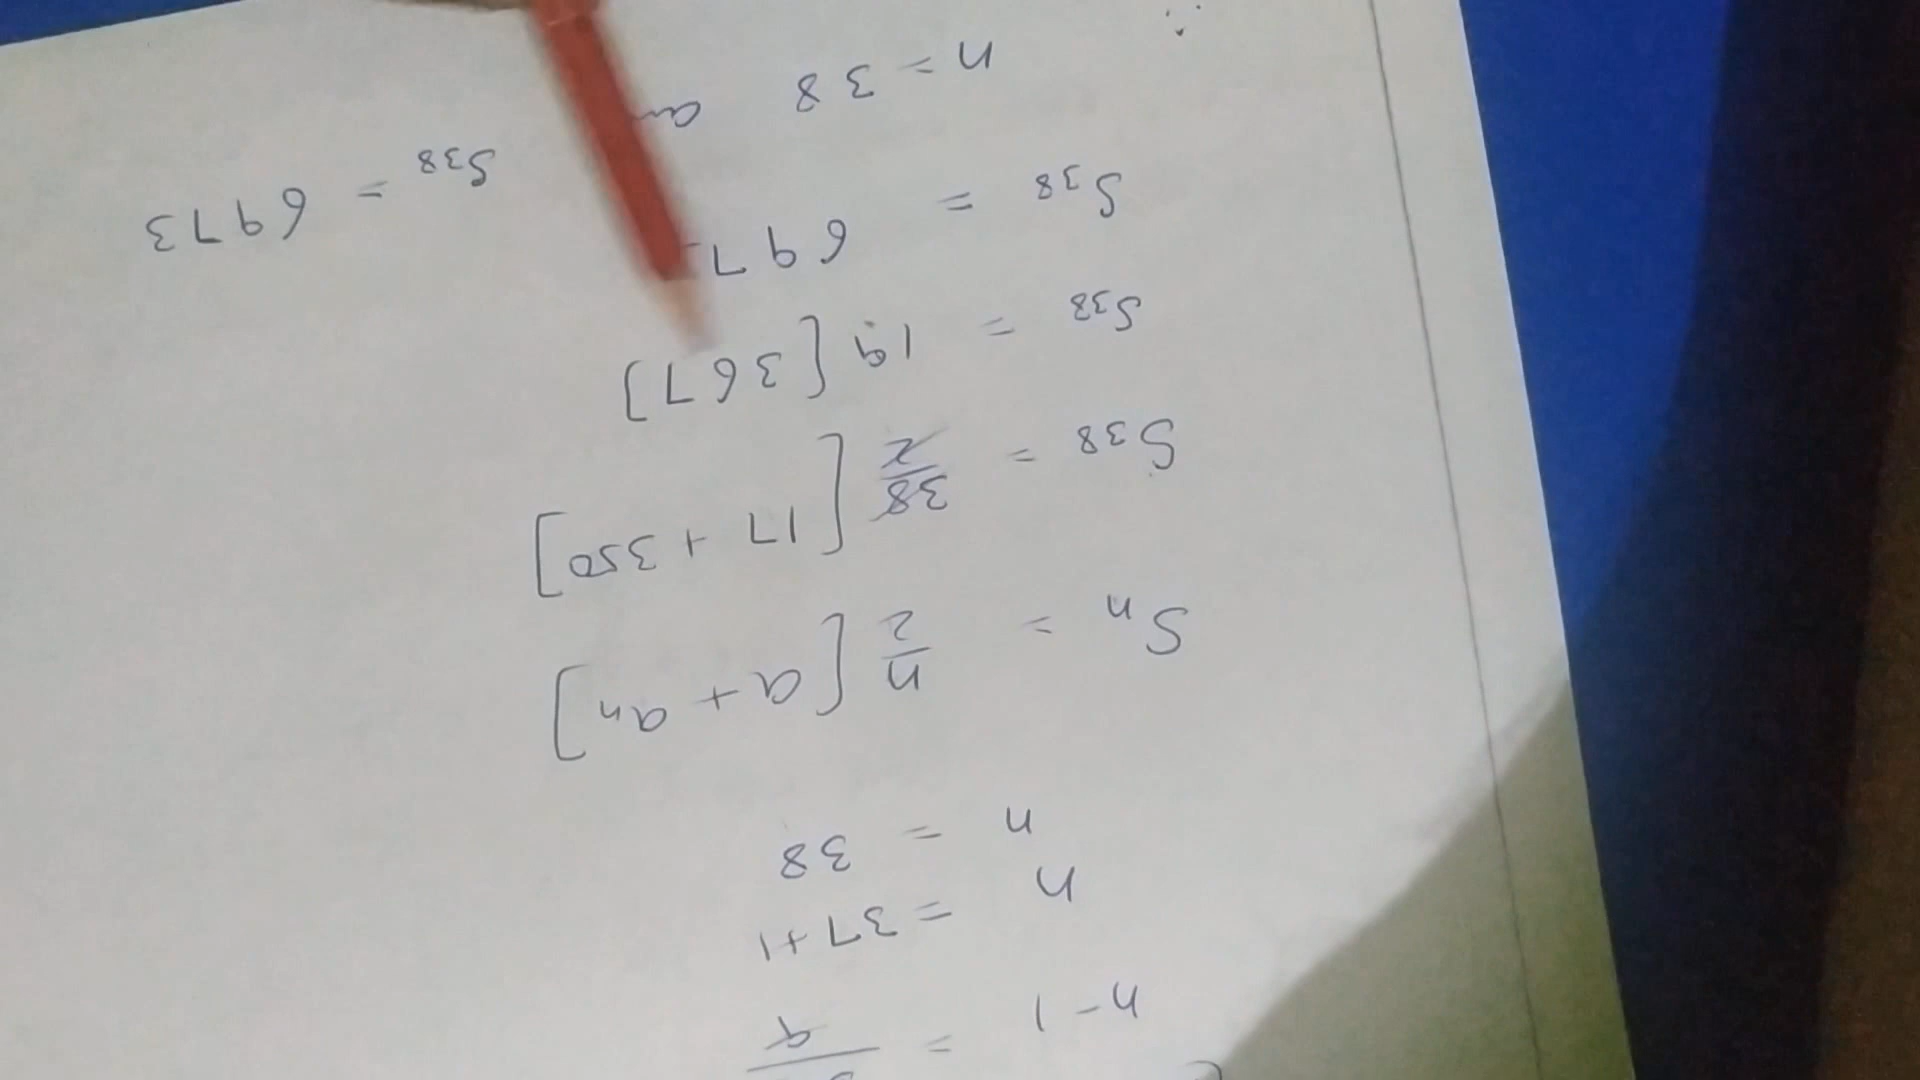 n - 1 = 9
n = 37 + 1
n = 38
Sn = n/2 [a + an]
S38 = 38/2 [17 + 350]
S38 = 19 [367]
S38 = 697
∴ n = 38 S38 = 6973